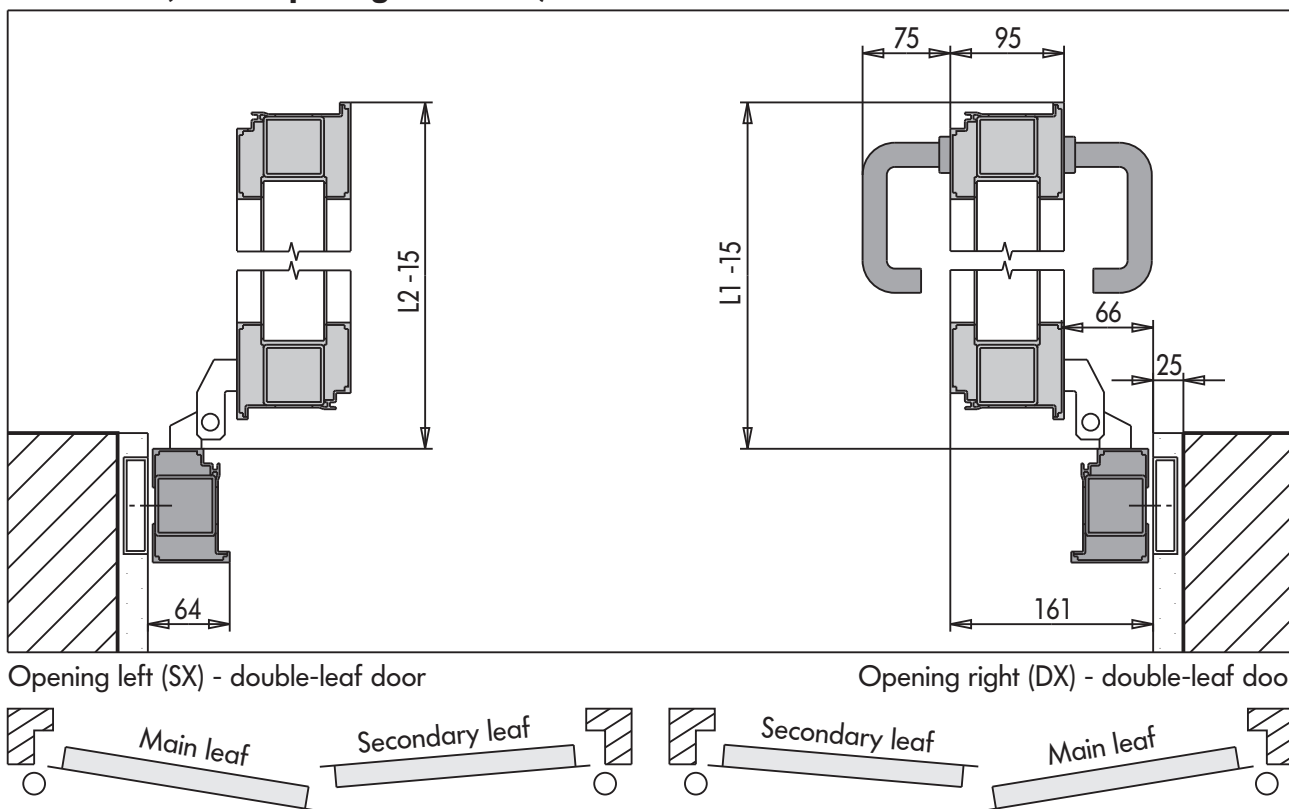 75 95
L2 -15
L1 -15
66
25
64
161
Opening left (SX) - double-leaf door
Opening right (DX) - double-leaf doo
Main leaf
Secondary leaf
Secondary leaf
Main leaf